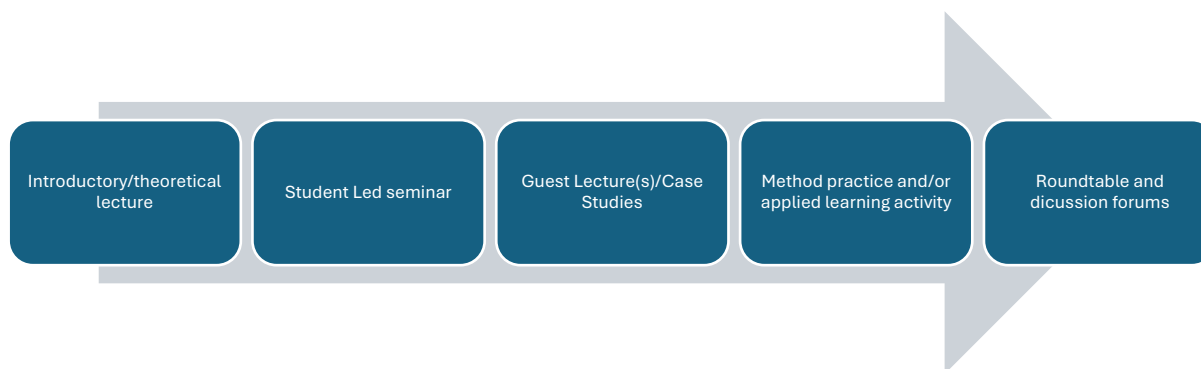 Introductory/theoretical
lecture
Student Led seminar
Guest Lecture(s)/Case
Studies
Method practice and/or
applied learning activity
Roundtable and
dicussion forums